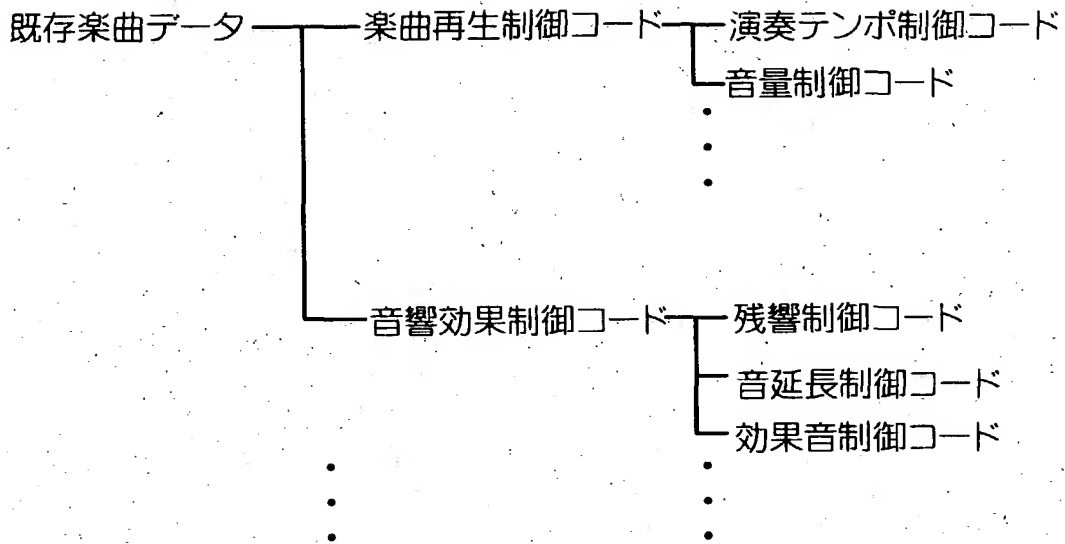 既存楽曲データ 楽曲再生制御コード 演奏テンポ制御コード
音量制御コード
音響効果制御コード 残響制御コード
音延長制御コード
効果音制御コード